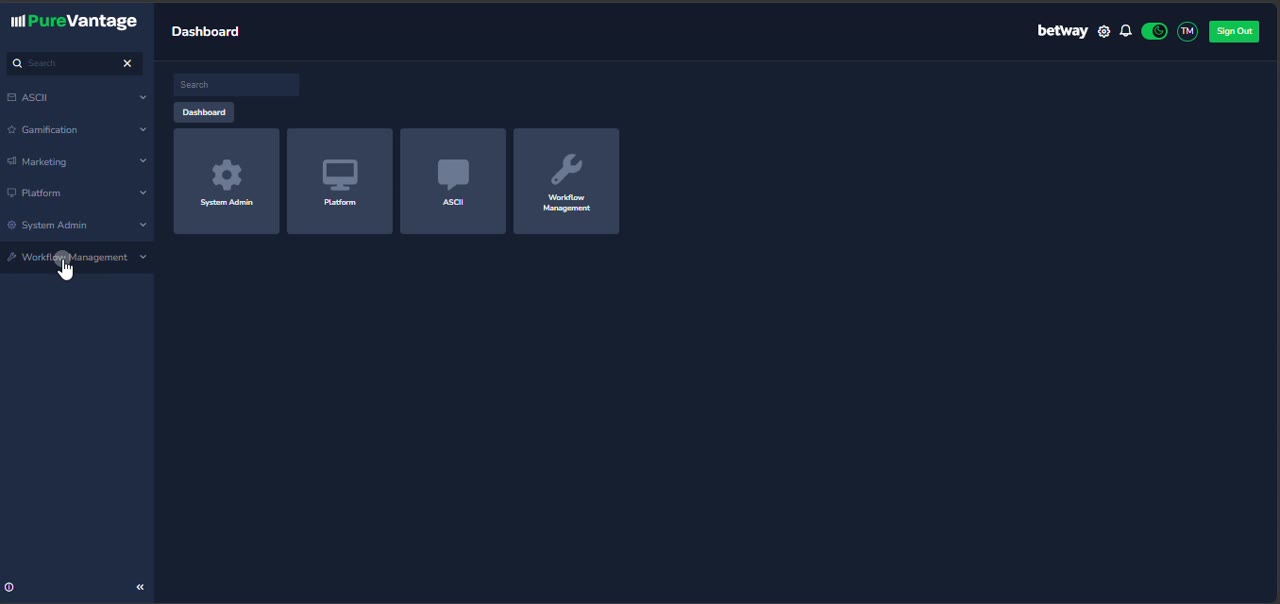 PureVantage
Dashboard
betway
TM
Sign Out
Search
ASCII
Gamification
Marketing
Platform
System Admin
Workflow Management
Search
Dashboard
System Admin
Platform
ASCII
Workflow
Management